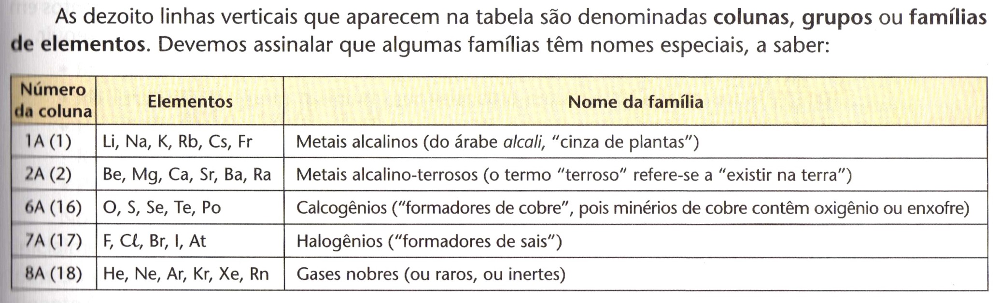 As dezoito linhas verticais que aparecem na tabela são denominadas colunas, grupos ou famílias
de elementos. Devemos assinalar que algumas famílias têm nomes especiais, a saber:
Número da coluna Elementos Nome da família
1A (1) Li, Na, K, Rb, Cs, Fr Metais alcalinos (do árabe alcali, “cinza de plantas”)
2A (2) Be, Mg, Ca, Sr, Ba, Ra Metais alcalino-terrosos (o termo “terroso” refere-se a “existir na terra”)
6A (16) O, S, Se, Te, Po Calcogênios (“formadores de cobre”, pois minérios de cobre contêm oxigênio ou enxofre)
7A (17) F, Cℓ, Br, I, At Halogênios (“formadores de sais”)
8A (18) He, Ne, Ar, Kr, Xe, Rn Gases nobres (ou raros, ou inertes)